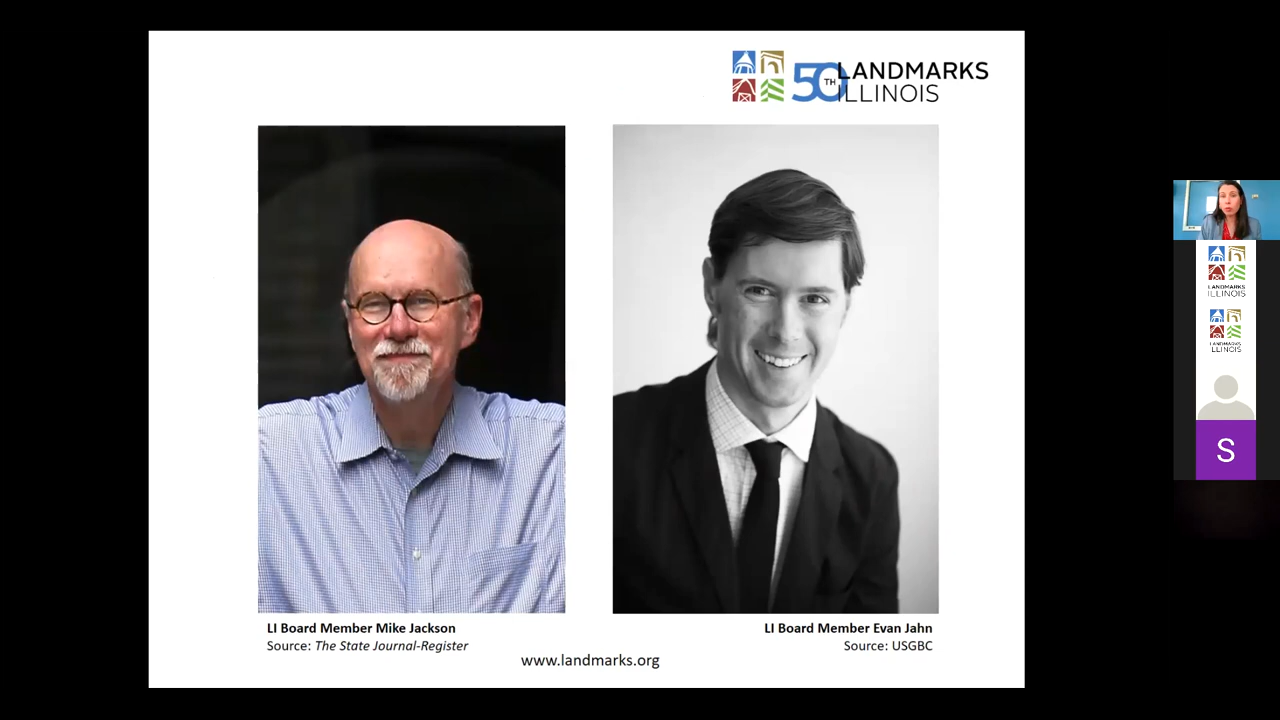 50TH LANDMARKS
ILLINOIS
LI Board Member Mike Jackson
Source: The State Journal-Register
LI Board Member Evan Jahn
Source: USGBC
www.landmarks.org
LANDMARKS
ILLINOIS
LANDMARKS
ILLINOIS
S